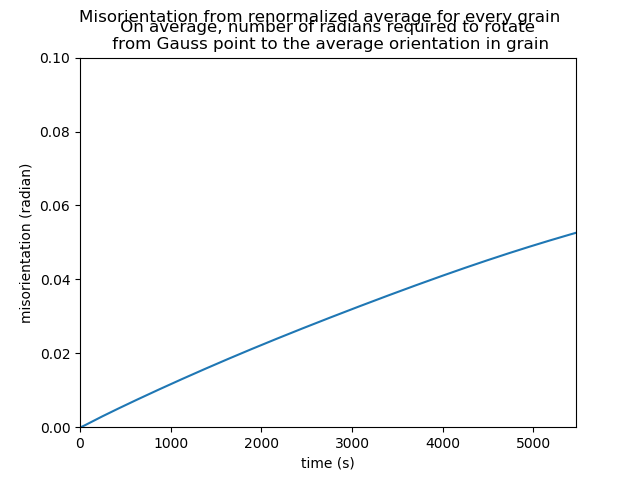 Misorientation from renormalized average for every grain
On average, number of radians required to rotate
from Gauss point to the average orientation in grain
0.10
0.08
0.06
0.04
0.02
0.00
misorientation (radian)
0 1000 2000 3000 4000 5000
time (s)